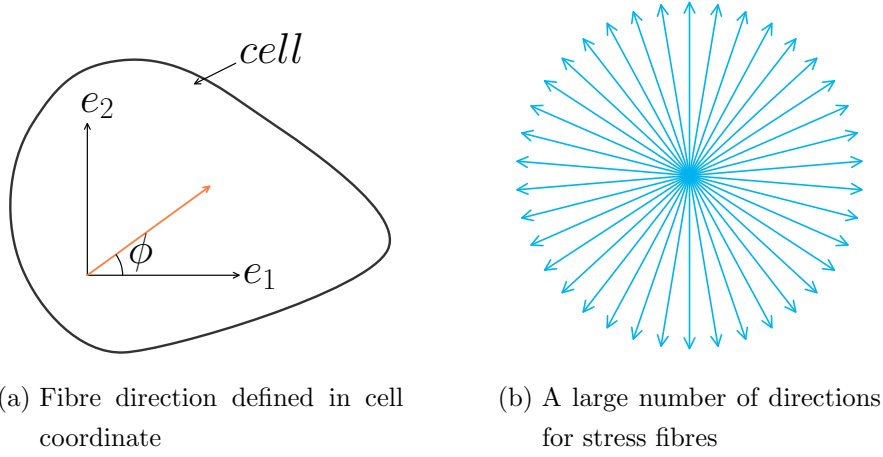 cell
e₂
ϕ
e₁
(a) Fibre direction defined in cell
coordinate
(b) A large number of directions
for stress fibres